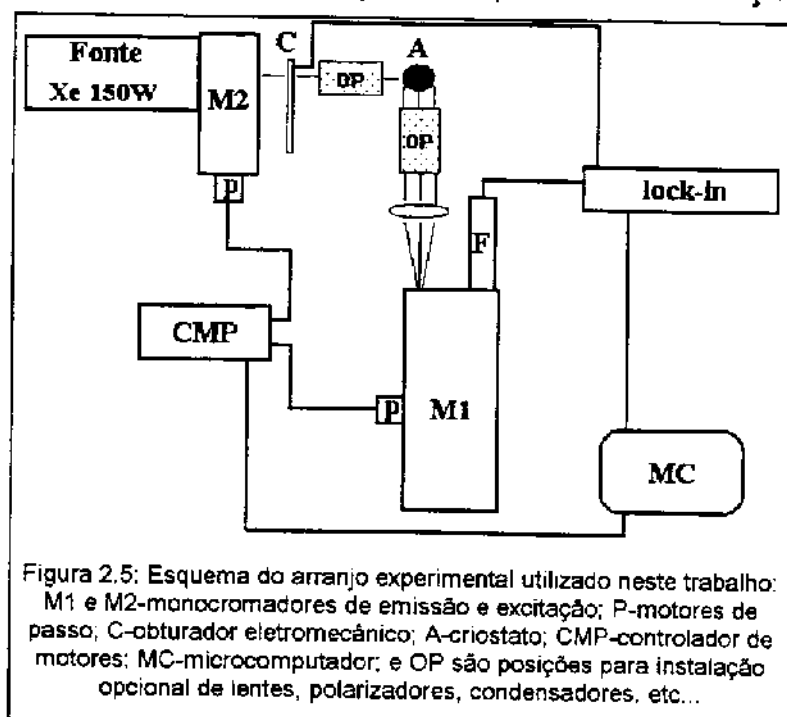 Fonte
Xe 150W
M2
C
OP
A
OP
P
lock-in
F
CMP
P
M1
MC
Figura 2.5: Esquema do arranjo experimental utilizado neste trabalho:
M1 e M2-monocromadores de emissão e excitação; P-motores de
passo; C-obturador eletromecânico; A-criostato; CMP-controlador de
motores; MC-microcomputador; e OP são posições para instalação
opcional de lentes, polarizadores, condensadores, etc...